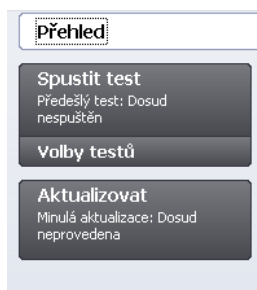 Přehled
Spustit test
Předešlý test: Dosud
nespuštěn
Volby testů
Aktualizovat
Minulá aktualizace: Dosud
neprovedena